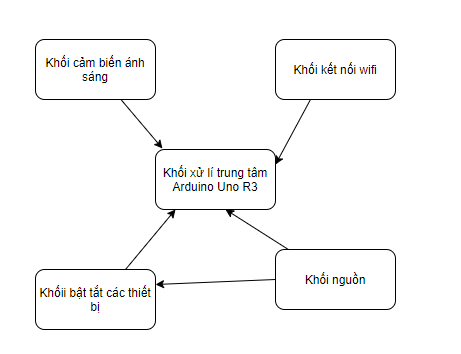 Khối cảm biến ánh
sáng
Khối kết nối wifi
Khối xử lí trung tâm
Arduino Uno R3
Khốii bật tắt các thiết
bị
Khối nguồn